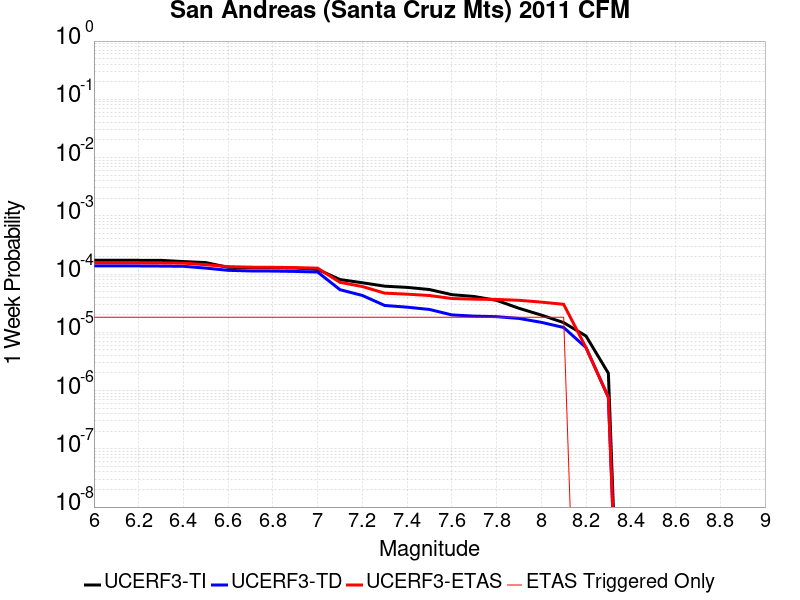 San Andreas (Santa Cruz Mts) 2011 CFM
10^0
10^-1
10^-2
10^-3
10^-4
10^-5
10^-6
10^-7
10^-8
1 Week Probability
6 6.2 6.4 6.6 6.8 7 7.2 7.4 7.6 7.8 8 8.2 8.4 8.6 8.8 9
Magnitude
UCERF3-TI UCERF3-TD UCERF3-ETAS ETAS Triggered Only